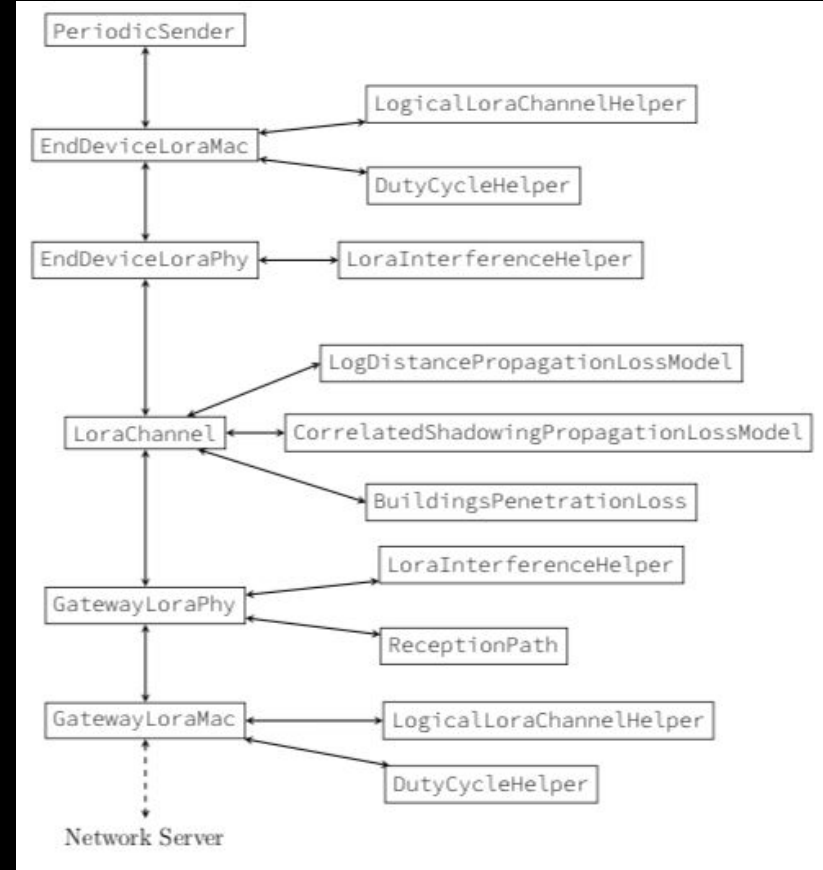 PeriodicSender
LogicalLoraChannelHelper
EndDeviceLoraMac
DutyCycleHelper
EndDeviceLoraPhy
LoraInterferenceHelper
LogDistancePropagationLossModel
LoraChannel
CorrelatedShadowingPropagationLossModel
BuildingsPenetrationLoss
LoraInterferenceHelper
GatewayLoraPhy
ReceptionPath
GatewayLoraMac
LogicalLoraChannelHelper
DutyCycleHelper
Network Server